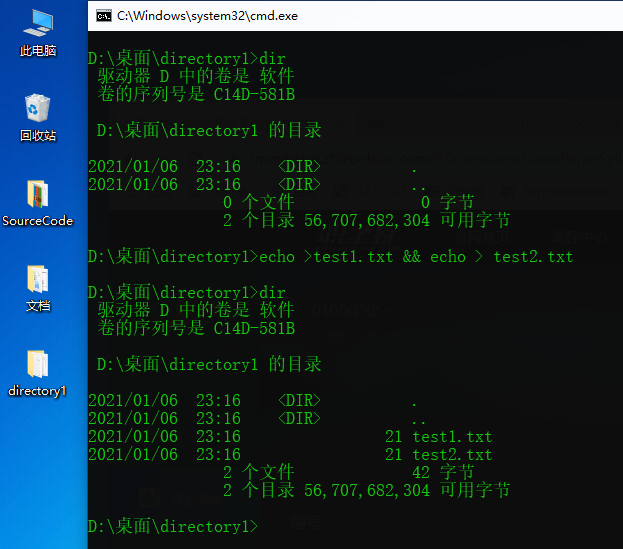 此电脑
回收站
SourceCode
文档
directory1
C:\Windows\system32\cmd.exe
D:\桌面\directory1>dir
驱动器 D 中的卷是 软件
卷的序列号是 C14D-581B
D:\桌面\directory1 的目录
2021/01/06  23:16    <DIR>          .
2021/01/06  23:16    <DIR>          ..
0 个文件              0 字节
2 个目录 56,707,682,304 可用字节
D:\桌面\directory1>echo >test1.txt && echo > test2.txt
D:\桌面\directory1>dir
驱动器 D 中的卷是 软件
卷的序列号是 C14D-581B
D:\桌面\directory1 的目录
2021/01/06  23:16    <DIR>          .
2021/01/06  23:16    <DIR>          ..
2021/01/06  23:16                21 test1.txt
2021/01/06  23:16                21 test2.txt
2 个文件             42 字节
2 个目录 56,707,682,304 可用字节
D:\桌面\directory1>